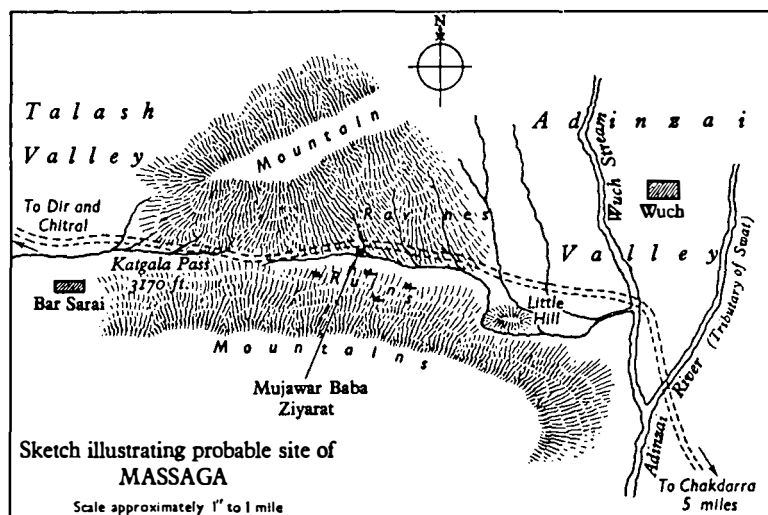 N
Talash
Valley
Mountain
Adinzai
Valley
Wuch Stream
Wuch
To Dir and
Chitral
Ravines
Katgala Pass
3170 ft.
Bar Sarai
Ruins
Little
Hill
Mountains
Mujawar Baba
Ziyarat
Adinzai River (Tributary of Swat)
To Chakdarra
5 miles
Sketch illustrating probable site of
MASSAGA
Scale approximately 1" to 1 mile